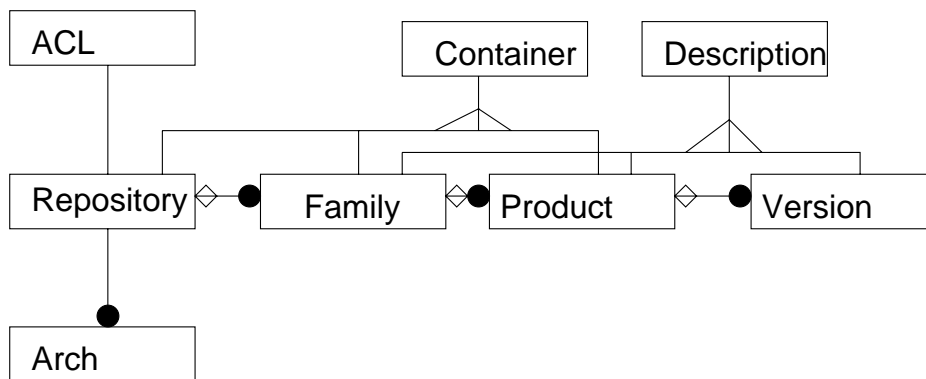 ACL
Container
Description
Repository
Family
Product
Version
Arch